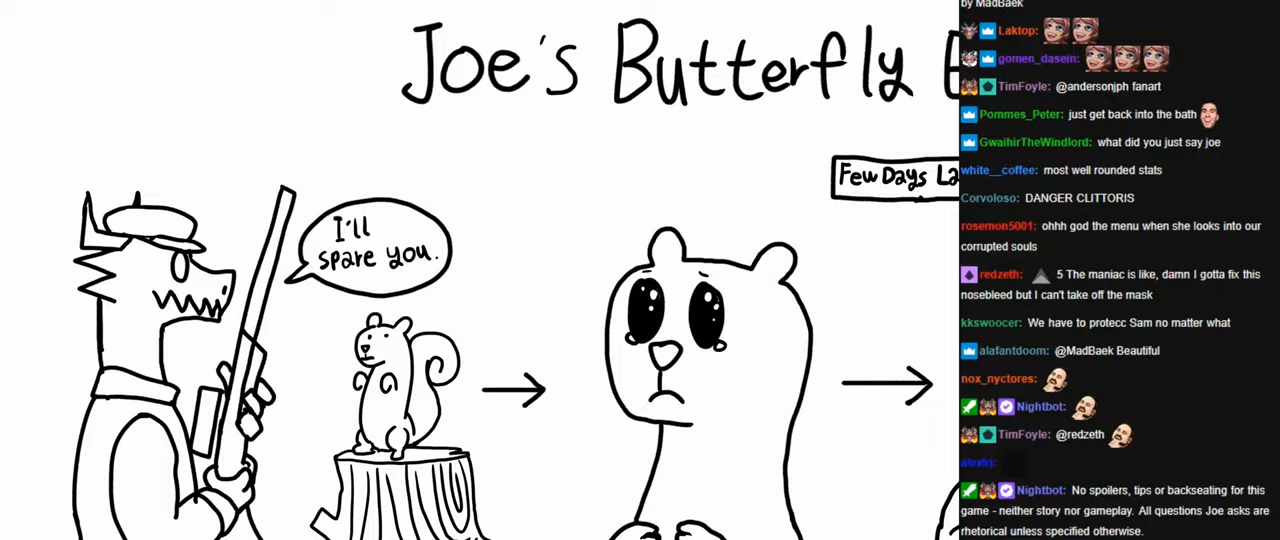 Joe's Butterfly
Few Days La
I'll
spare you.
by MadBaek
Laktop:
gomen_dasein:
TimFoyle: @andersonjph fanart
Pommes_Peter: just get back into the bath
GwaihirTheWindlord: what did you just say joe
white__coffee: most well rounded stats
Corvoloso: DANGER CLITTORIS
rosemon5001: ohhh god the menu when she looks into our
corrupted souls
redzeth: 5 The maniac is like, damn I gotta fix this
nosebleed but I can't take off the mask
kkswoocer: We have to protecc Sam no matter what
alafantdoom: @MadBaek Beautiful
nox_nyctores:
Nightbot:
TimFoyle: @redzeth
Nightbot: No spoilers, tips or backseating for this
game - neither story nor gameplay. All questions Joe asks are
rhetorical unless specified otherwise.